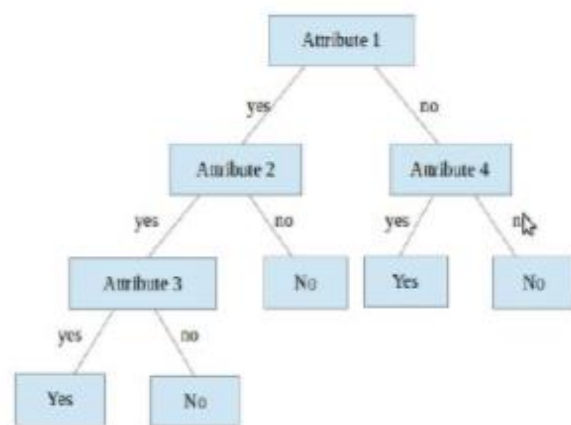 Attribute 1
yes no
Attribute 2 Attribute 4
yes no yes
Attribute 3 No Yes No
yes no
Yes No